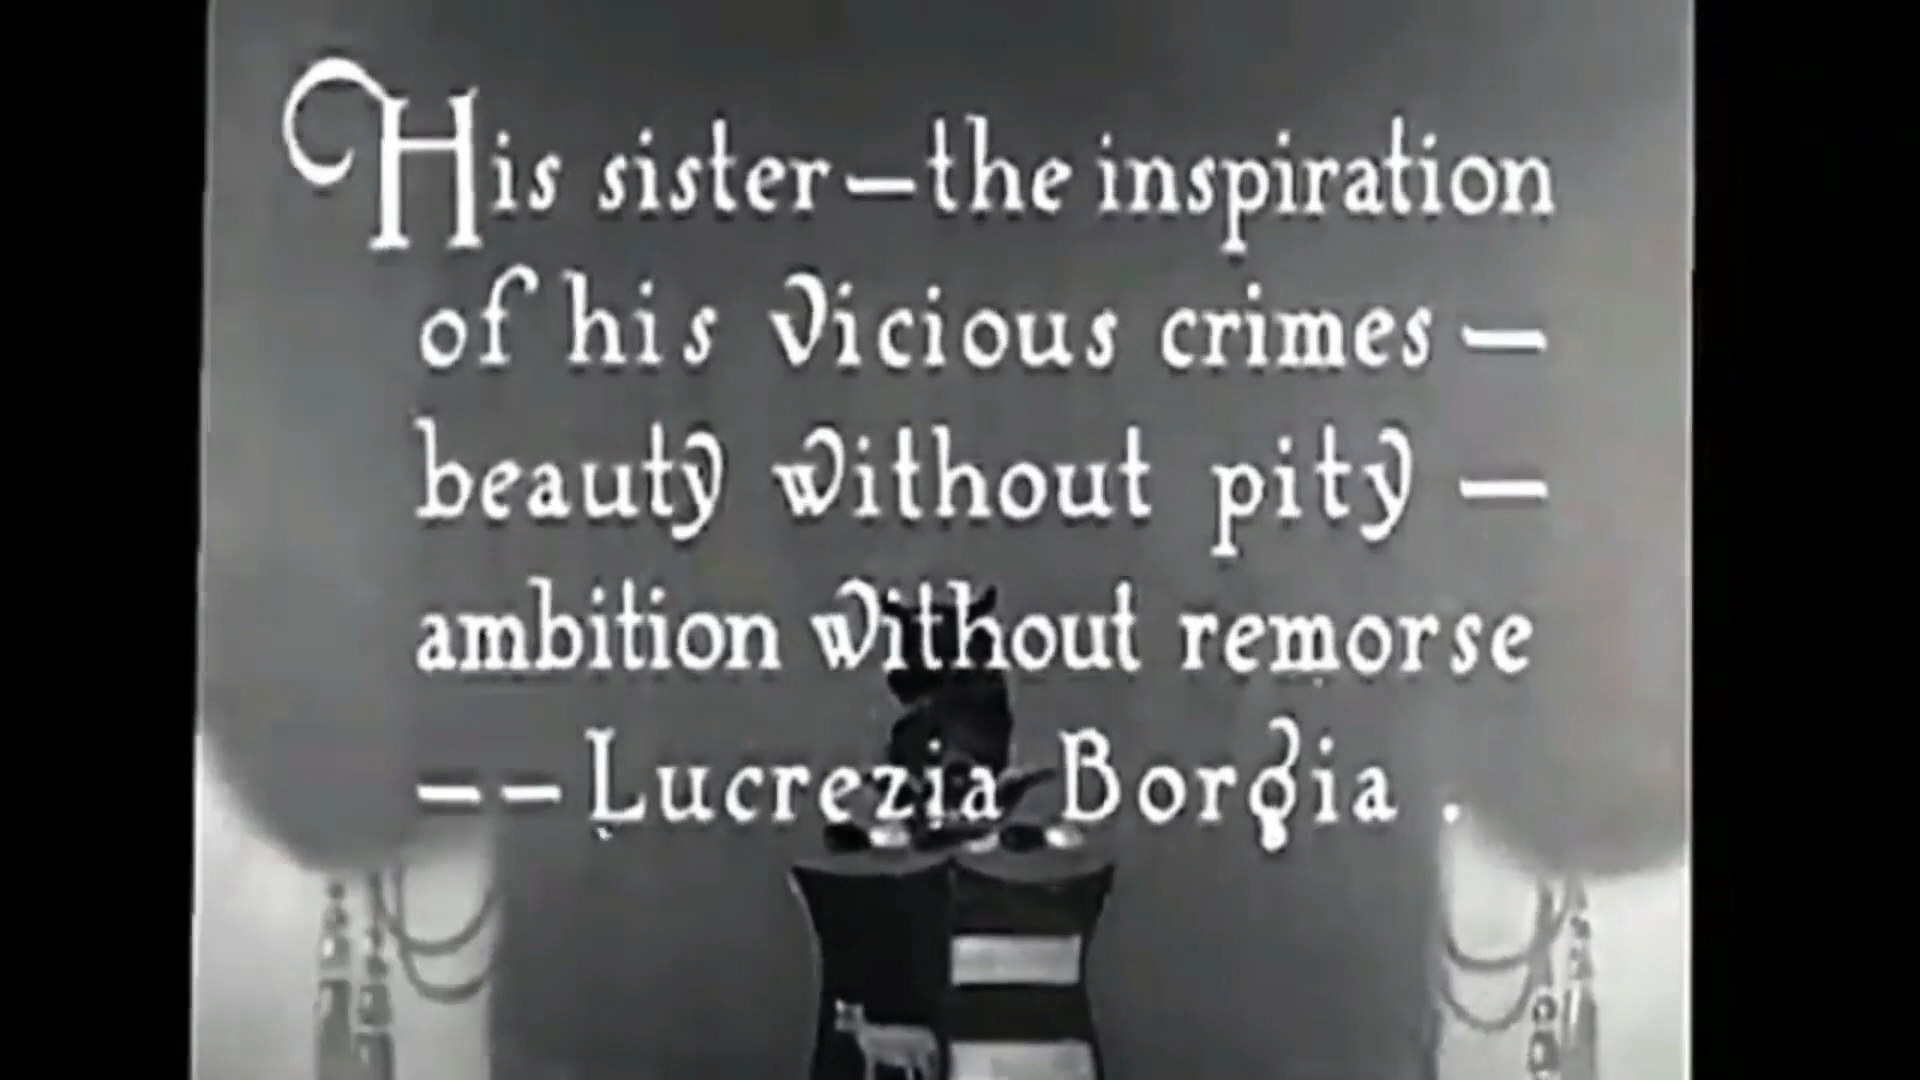 His sister—the inspiration
of his vicious crimes—
beauty without pity—
ambition without remorse
——Lucrezia Borgia.